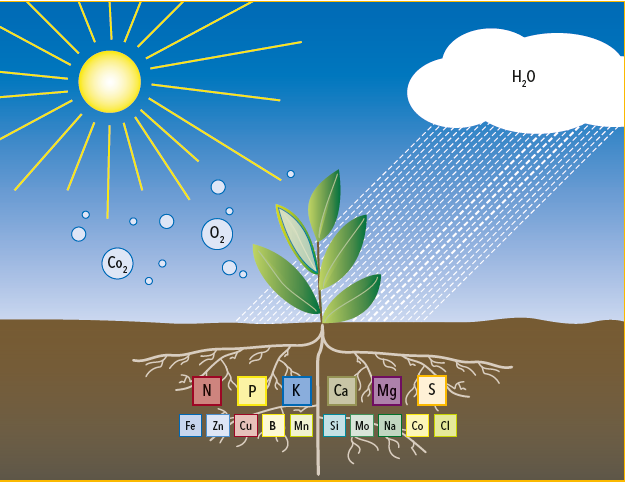 H₂O
O₂
Co₂
N P K Ca Mg S
Fe Zn Cu B Mn Si Mo Na Co Cl